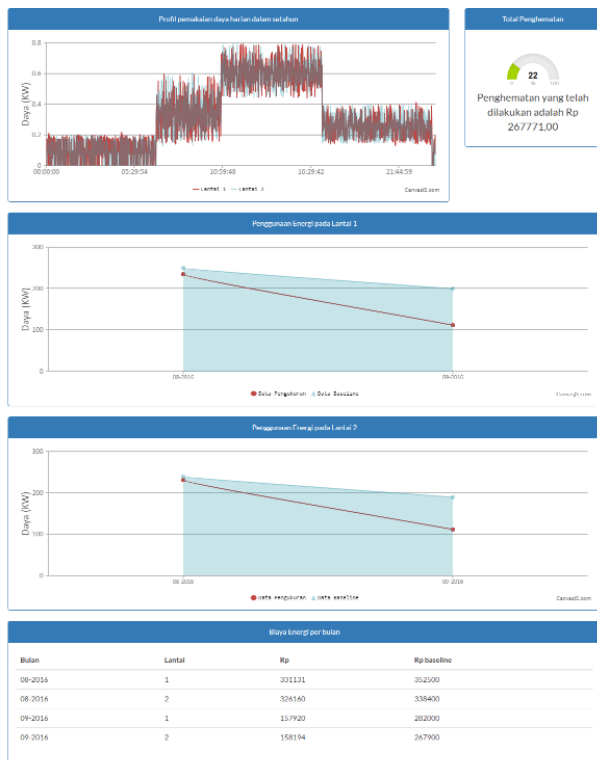 Profil pemakaian daya harian dalam setahun
Daya (KW)
0.8
0.6
0.4
0.2
0
00:00:00 05:29:54 10:59:48 10:29:42 21:44:59
Lantai 1 Lantai 2
CanvasJS.com
Total Penghematan
22
0 % 100
Penghematan yang telah
dilakukan adalah Rp
267771,00
Penggunaan Energi pada Lantai 1
Daya (KW)
300
200
100
0
08-2016 09-2016
Data Pengukuran Data Baseline
CanvasJS.com
Penggunaan Energi pada Lantai 2
Daya (KW)
300
200
100
0
08-2016 09-2016
Data Pengukuran Data Baseline
CanvasJS.com
Biaya Energi per bulan
Bulan Lantai Rp Rp baseline
08-2016 1 331131 352500
08-2016 2 326160 338400
09-2016 1 157920 282000
09-2016 2 158194 267900